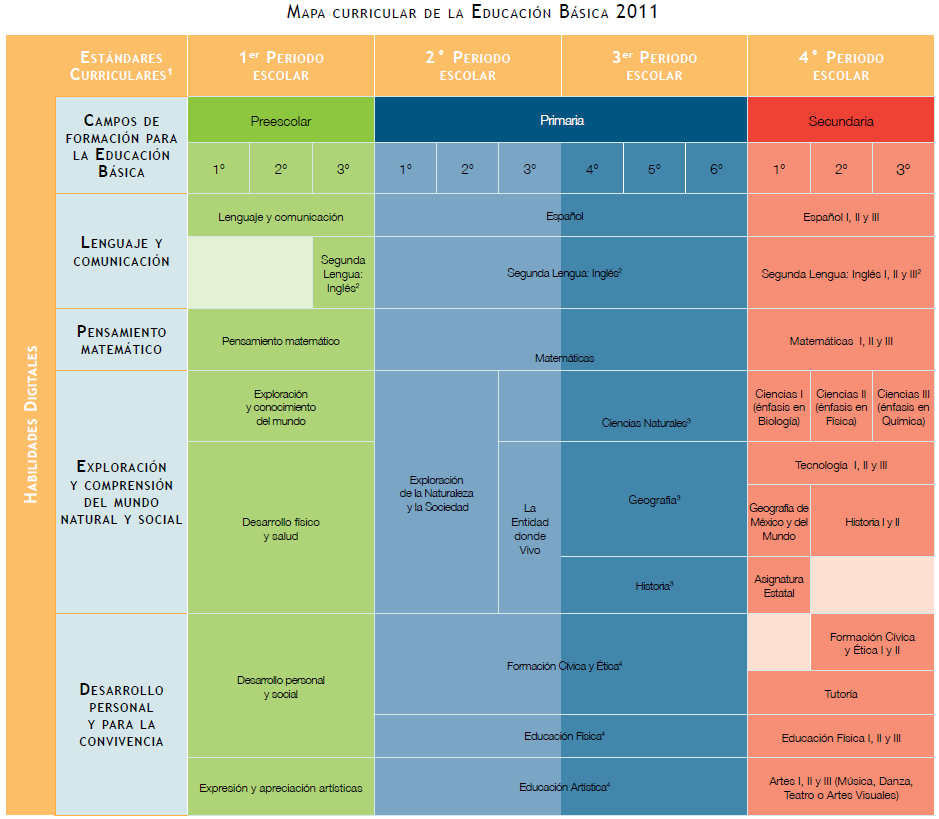 Mapa curricular de la Educación Básica 2011
Estándares
Curriculares¹
1er Periodo
escolar
2° Periodo
escolar
3er Periodo
escolar
4° Periodo
escolar
Campos de
formación para
la Educación
Básica
Preescolar
Primaria
Secundaria
1° 2° 3° 1° 2° 3° 4° 5° 6° 1° 2° 3°
Habilidades Digitales
Lenguaje y
comunicación
Lenguaje y comunicación
Español
Español I, II y III
Segunda
Lengua:
Inglés²
Segunda Lengua: Inglés²
Segunda Lengua: Inglés I, II y III²
Pensamiento
matemático
Pensamiento matemático
Matemáticas
Matemáticas I, II y III
Exploración
y comprensión
del mundo
natural y social
Exploración
y conocimiento
del mundo
Desarrollo físico
y salud
Exploración
de la Naturaleza
y la Sociedad
La
Entidad
donde
Vivo
Ciencias Naturales³
Geografía³
Historia³
Ciencias I
(énfasis en
Biología)
Ciencias II
(énfasis en
Física)
Ciencias III
(énfasis en
Química)
Tecnología I, II y III
Geografía de
México y del
Mundo
Historia I y II
Asignatura
Estatal
Desarrollo
personal
y para la
convivencia
Desarrollo personal
y social
Formación Cívica y Ética⁴
Formación Cívica
y Ética I y II
Tutoría
Educación Física⁴
Educación Física I, II y III
Expresión y apreciación artísticas
Educación Artística⁴
Artes I, II y III (Música, Danza,
Teatro o Artes Visuales)